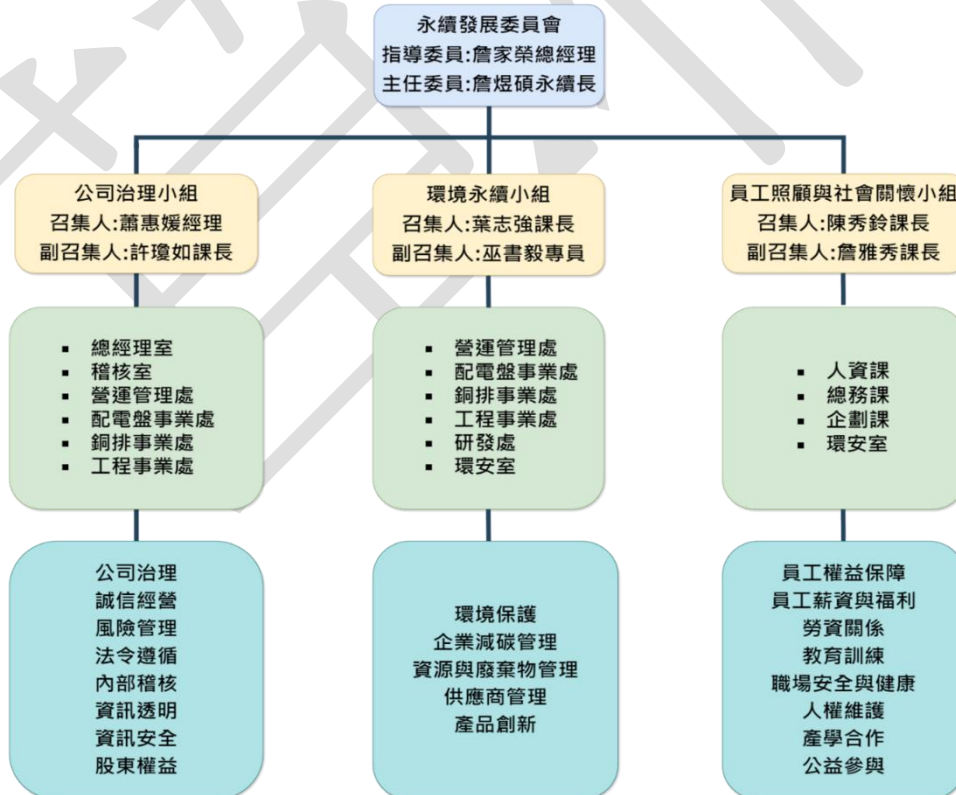 永續發展委員會
指導委員:詹家榮總經理
主任委員:詹煜碩永續長
公司治理小組
召集人:蕭惠媛經理
副召集人:許瓊如課長
環境永續小組
召集人:葉志強課長
副召集人:巫書毅專員
員工照顧與社會關懷小組
召集人:陳秀鈴課長
副召集人:詹雅秀課長
▪ 總經理室
▪ 稽核室
▪ 營運管理處
▪ 配電盤事業處
▪ 銅排事業處
▪ 工程事業處
▪ 營運管理處
▪ 配電盤事業處
▪ 銅排事業處
▪ 工程事業處
▪ 研發處
▪ 環安室
▪ 人資課
▪ 總務課
▪ 企劃課
▪ 環安室
公司治理
誠信經營
風險管理
法令遵循
內部稽核
資訊透明
資訊安全
股東權益
環境保護
企業減碳管理
資源與廢棄物管理
供應商管理
產品創新
員工權益保障
員工薪資與福利
勞資關係
教育訓練
職場安全與健康
人權維護
產學合作
公益參與